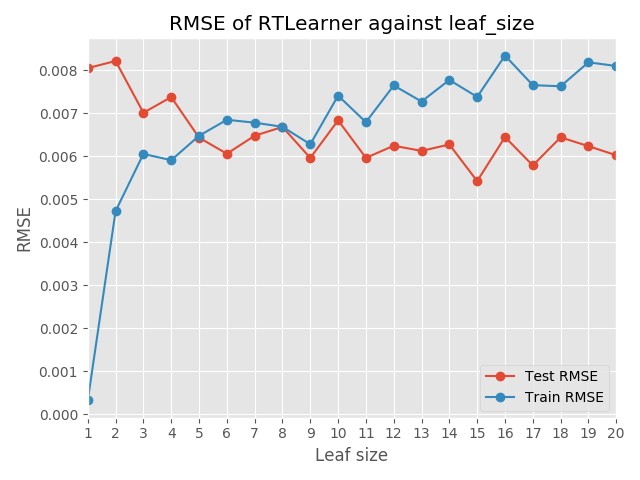 RMSE of RTLearner against leaf_size
0.008
0.007
0.006
0.005
0.004
0.003
0.002
0.001
0.000
RMSE
Test RMSE
Train RMSE
1 2 3 4 5 6 7 8 9 10 11 12 13 14 15 16 17 18 19 20
Leaf size